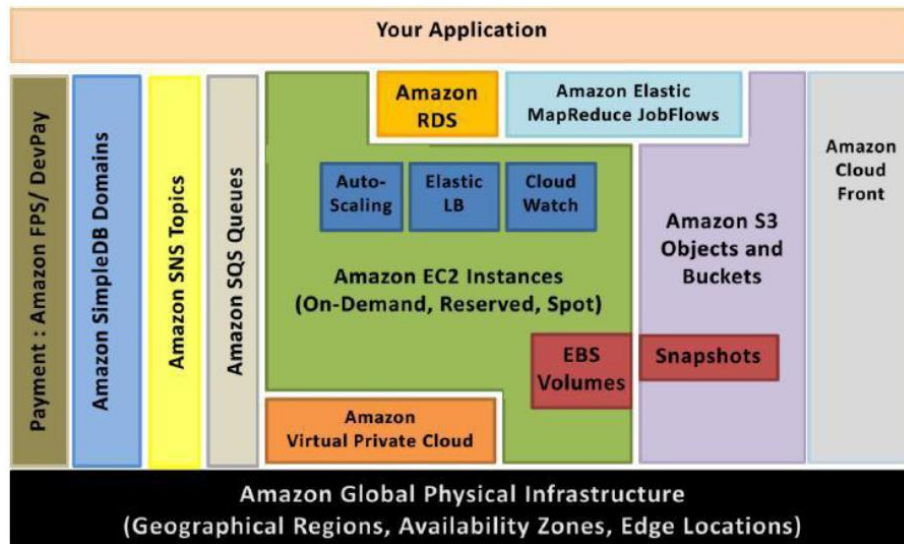 Your Application
Payment : Amazon FPS/ DevPay
Amazon SimpleDB Domains
Amazon SNS Topics
Amazon SQS Queues
Amazon
RDS
Amazon Elastic
MapReduce JobFlows
Auto-
Scaling
Elastic
LB
Cloud
Watch
Amazon EC2 Instances
(On-Demand, Reserved, Spot)
EBS
Volumes
Amazon
Virtual Private Cloud
Amazon S3
Objects and
Buckets
Snapshots
Amazon
Cloud
Front
Amazon Global Physical Infrastructure
(Geographical Regions, Availability Zones, Edge Locations)